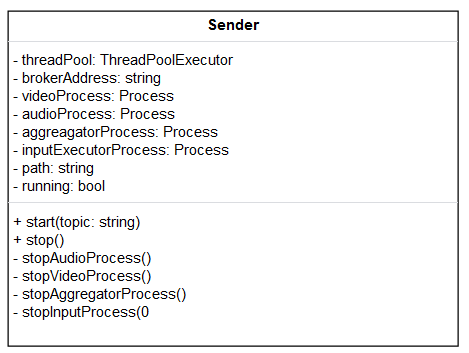 Sender
- threadPool: ThreadPoolExecutor
- brokerAddress: string
- videoProcess: Process
- audioProcess: Process
- aggreagatorProcess: Process
- inputExecutorProcess: Process
- path: string
- running: bool
+ start(topic: string)
+ stop()
- stopAudioProcess()
- stopVideoProcess()
- stopAggregatorProcess()
- stopInputProcess(0